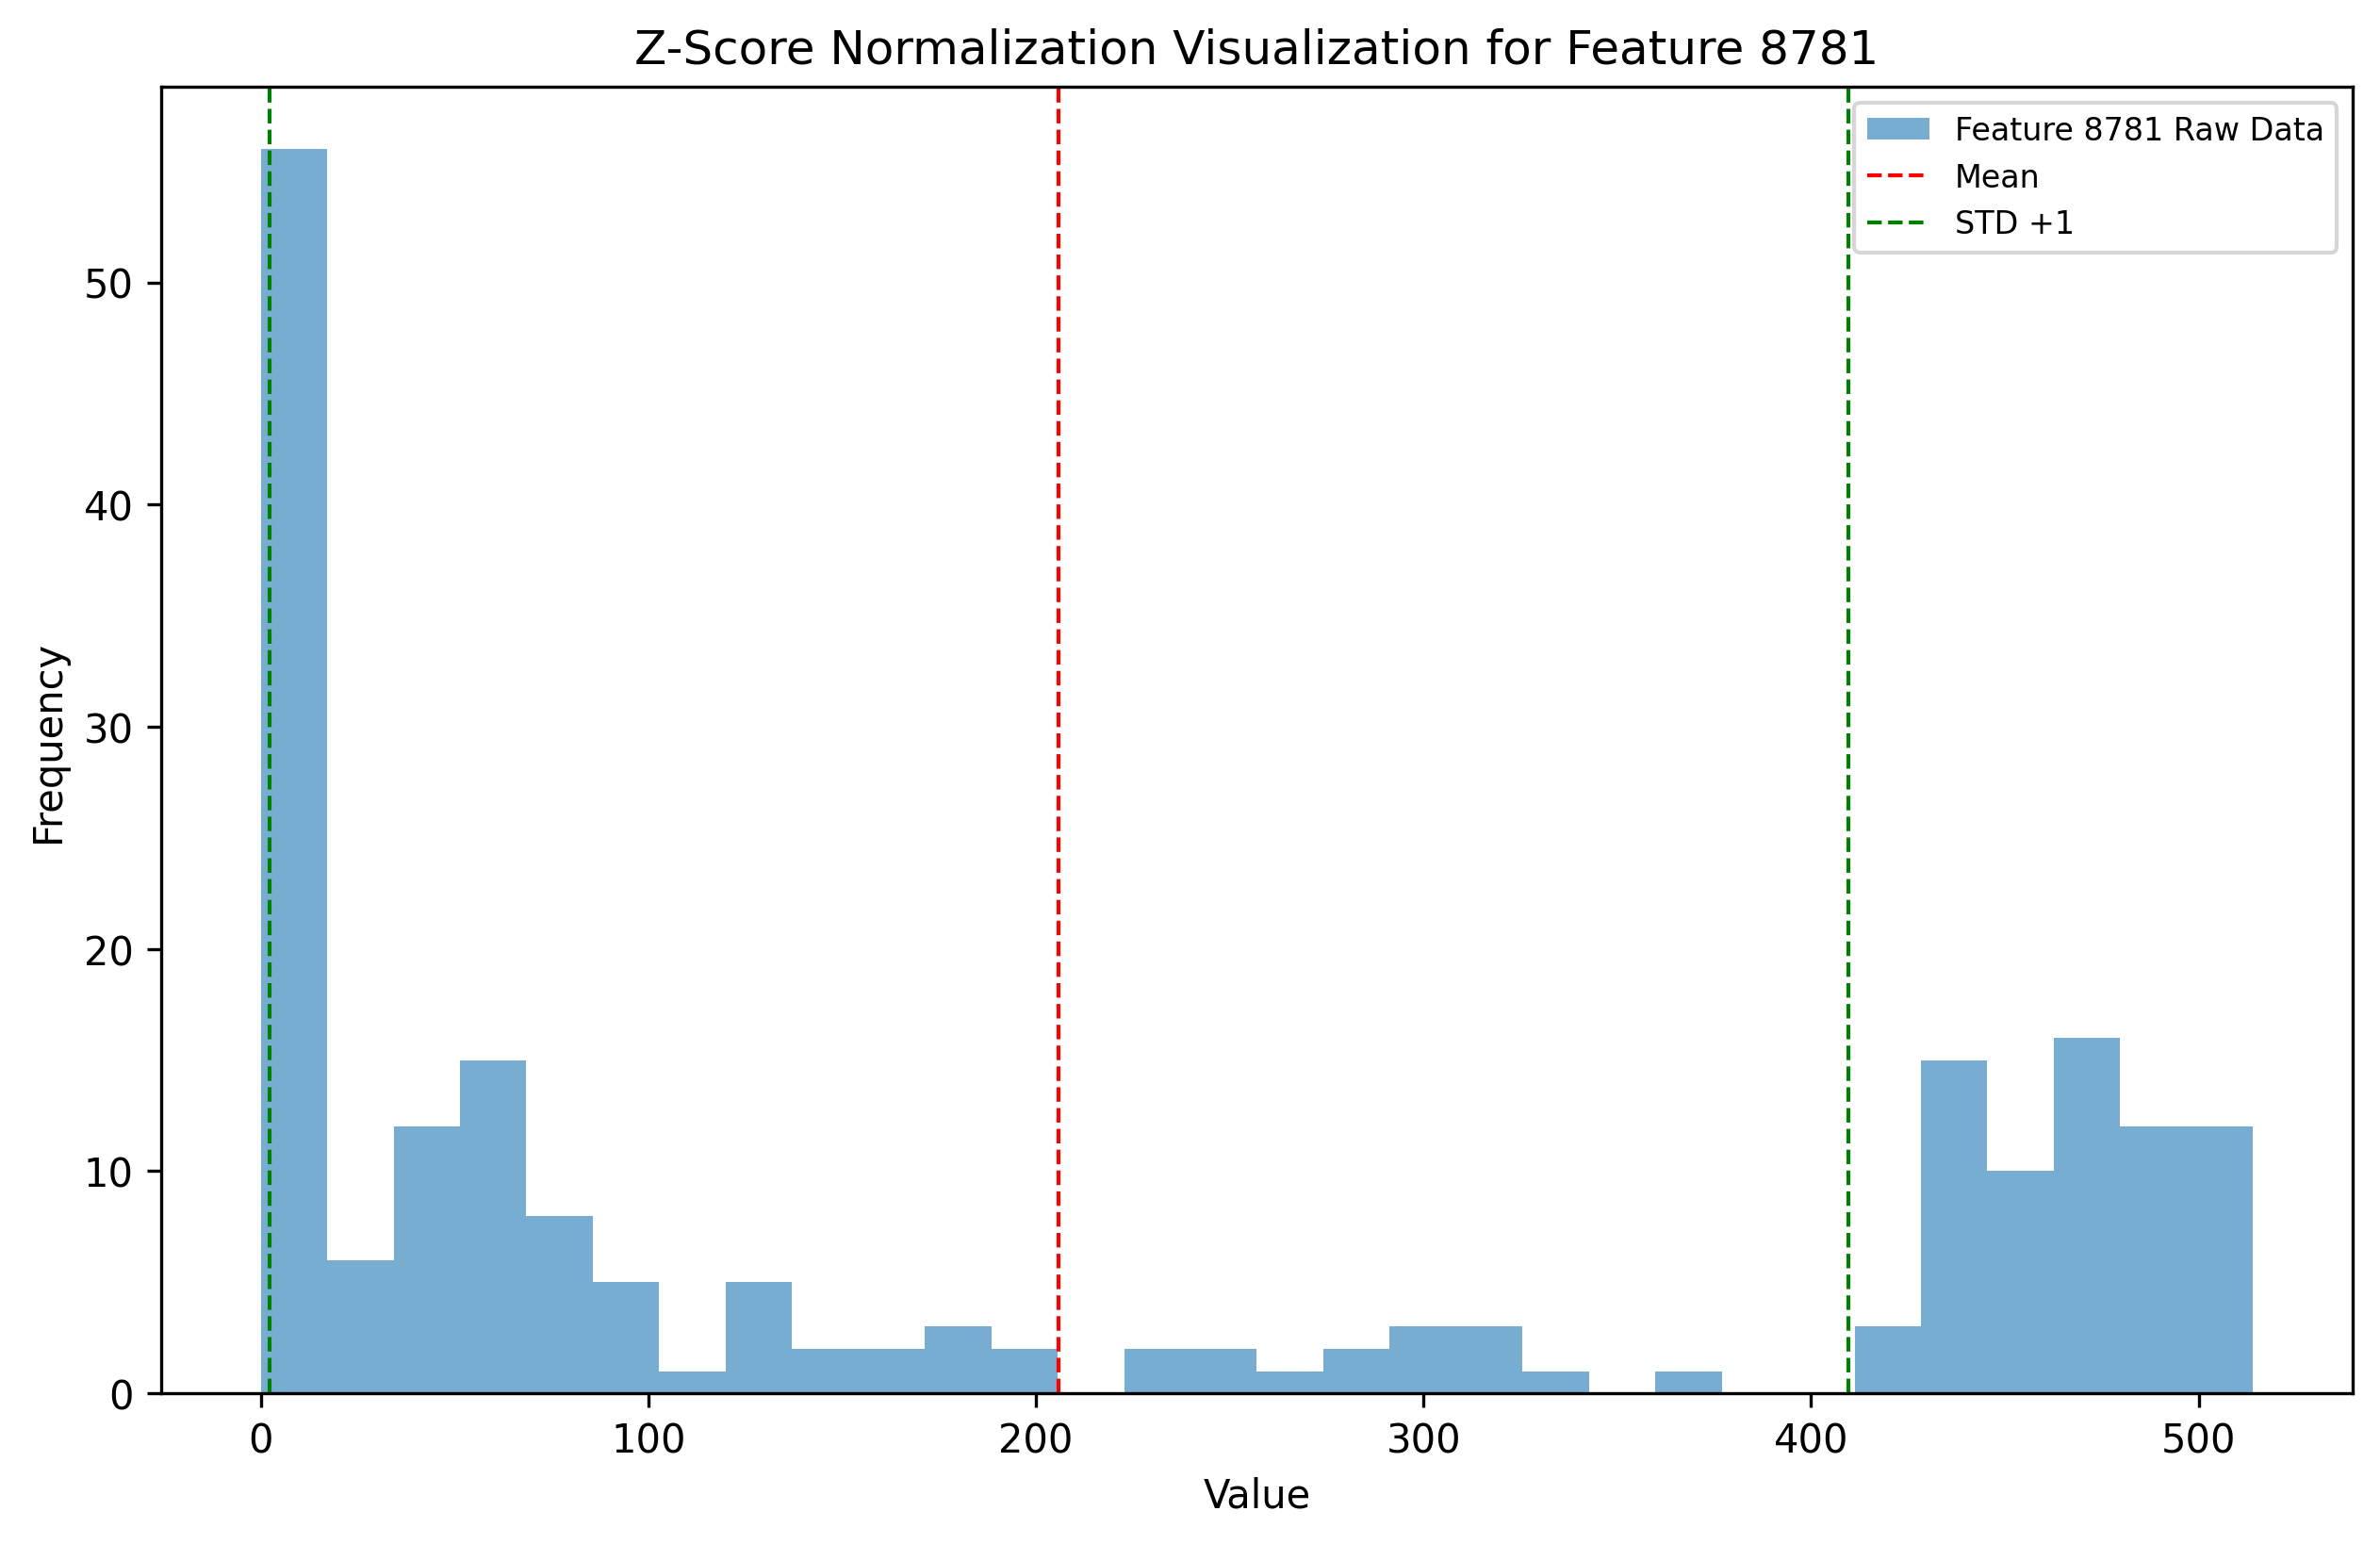 Z-Score Normalization Visualization for Feature 8781
Feature 8781 Raw Data
Mean
STD +1
Frequency
50
40
30
20
10
0
0 100 200 300 400 500
Value